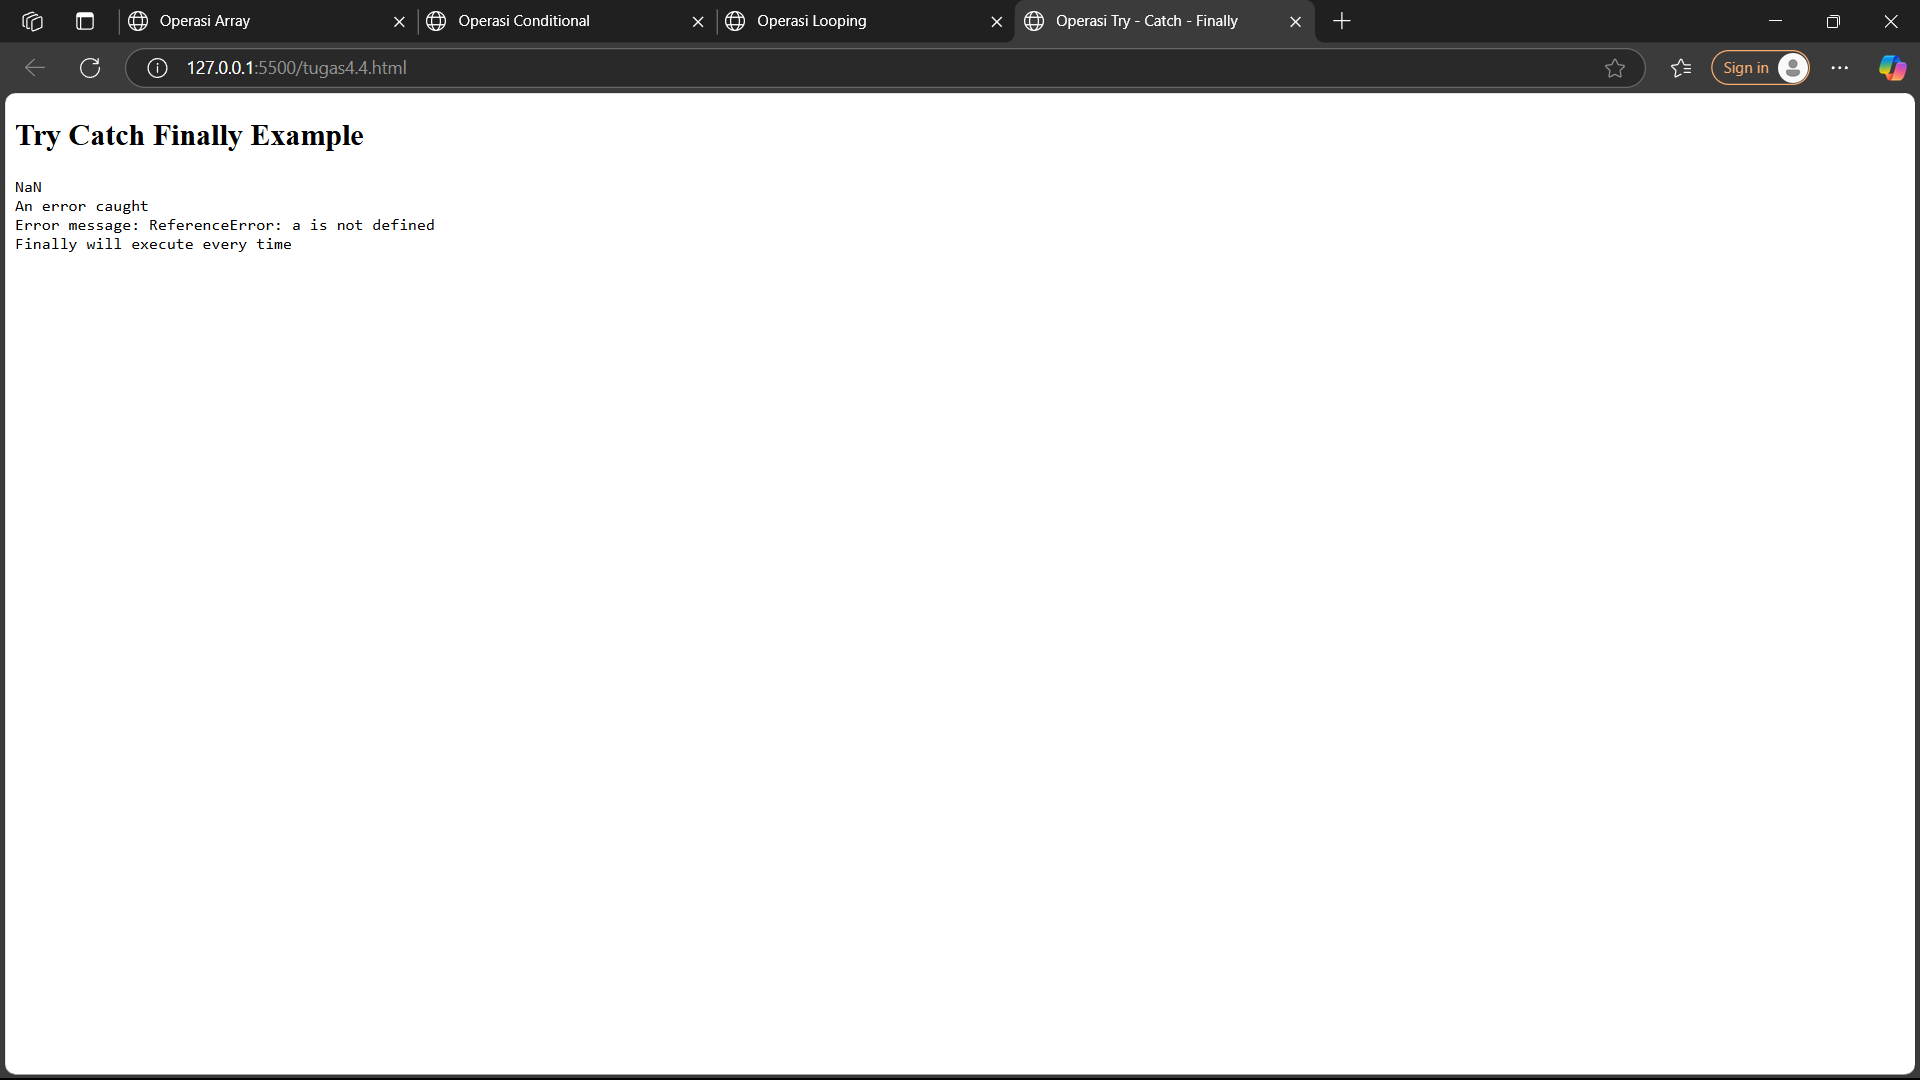 Operasi Array
Operasi Conditional
Operasi Looping
Operasi Try - Catch - Finally
127.0.0.1:5500/tugas4.4.html
Sign in
Try Catch Finally Example
NaN
An error caught
Error message: ReferenceError: a is not defined
Finally will execute every time